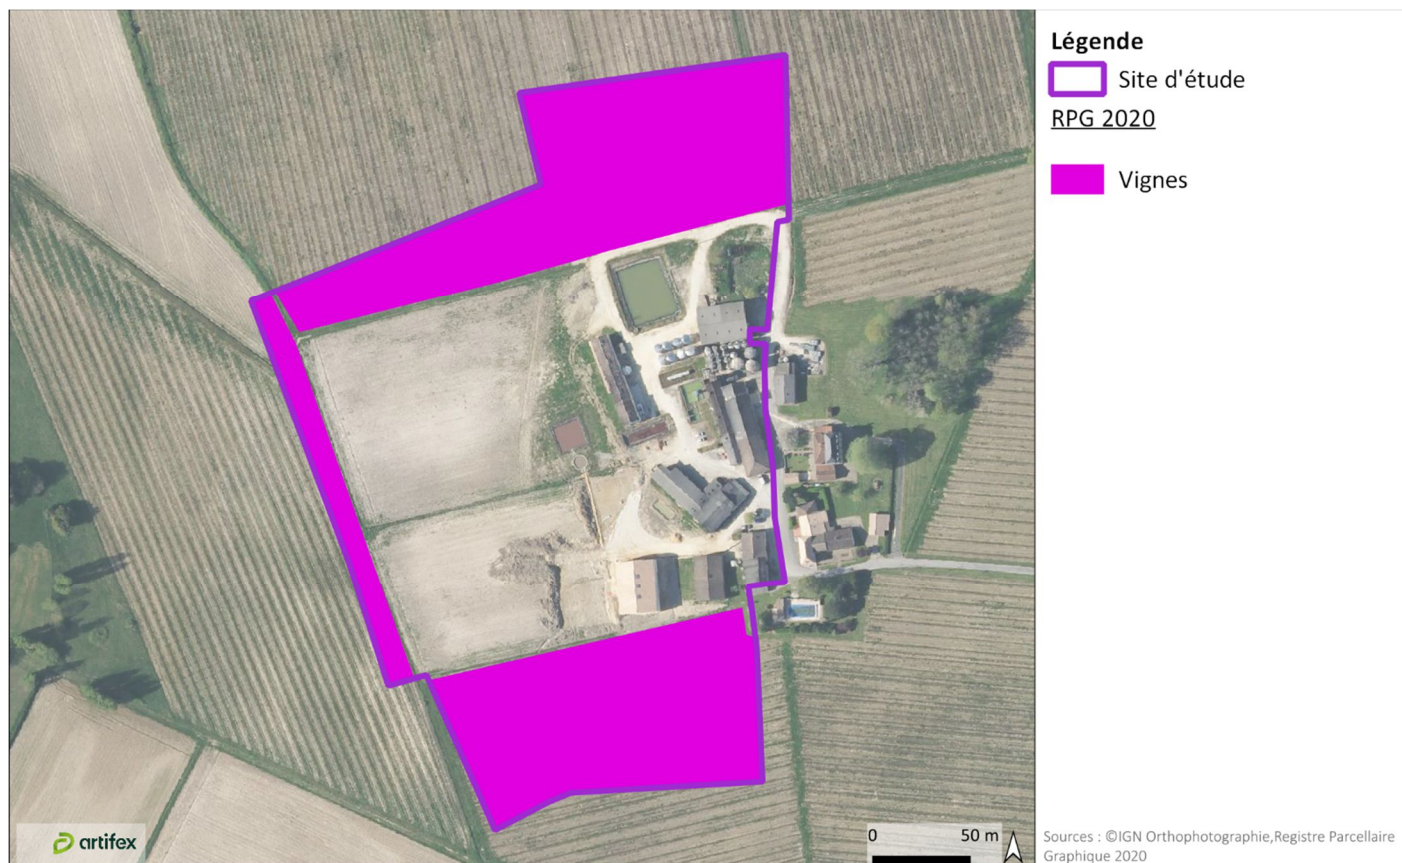 Légende
Site d'étude
RPG 2020
Vignes
artifex
0 50 m
Sources : ©IGN Orthophotographie,Registre Parcellaire
Graphique 2020